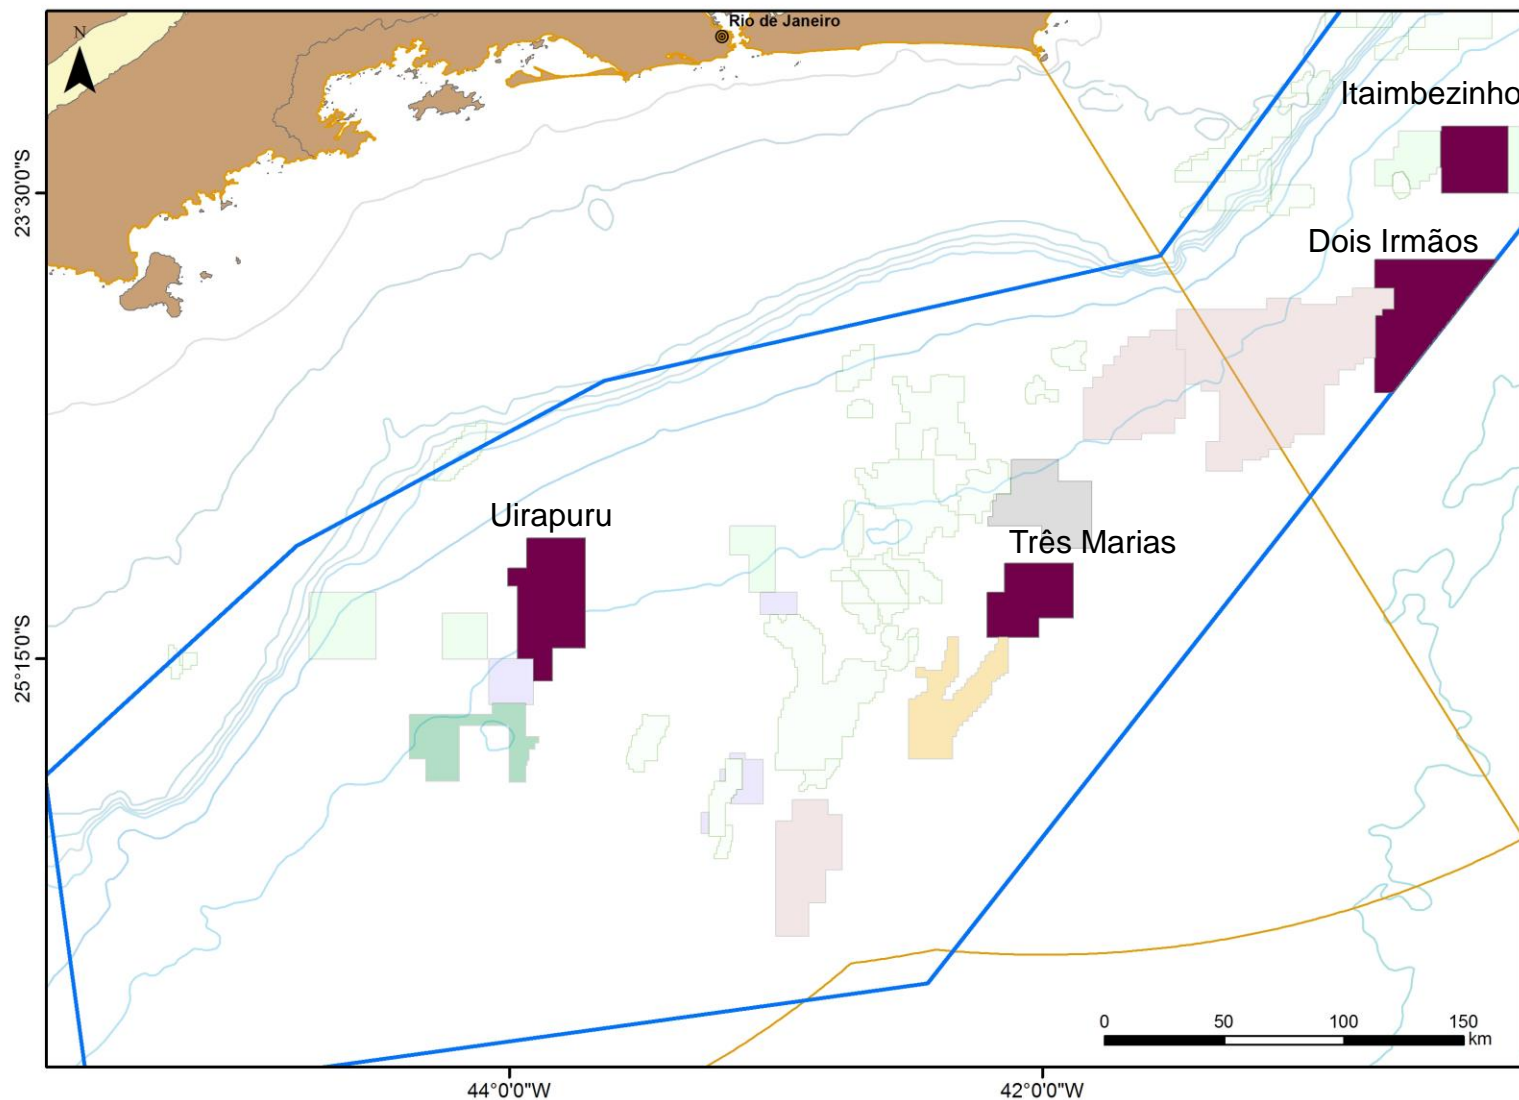 Rio de Janeiro
N
Itaimbezinho
23°30'0"S
Dois Irmãos
Uirapuru
Três Marias
25°15'0"S
0 50 100 150
km
44°0'0"W 42°0'0"W